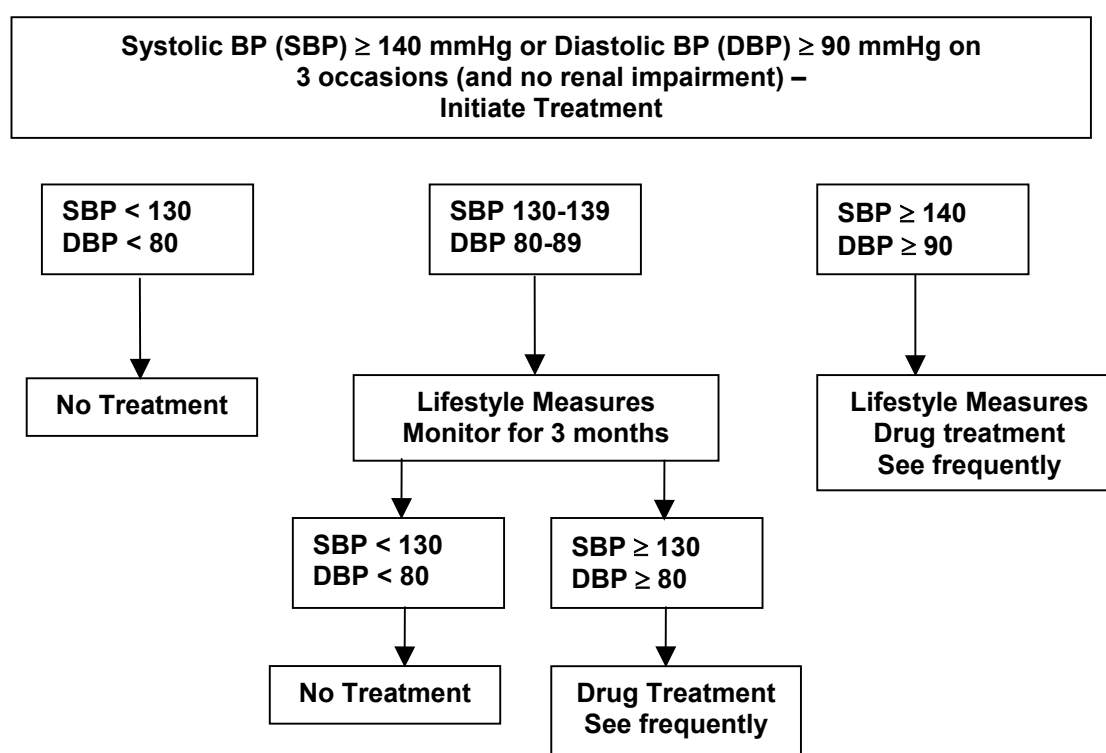 Systolic BP (SBP) ≥ 140 mmHg or Diastolic BP (DBP) ≥ 90 mmHg on
3 occasions (and no renal impairment) –
Initiate Treatment
SBP < 130
DBP < 80
SBP 130-139
DBP 80-89
SBP ≥ 140
DBP ≥ 90
No Treatment
Lifestyle Measures
Monitor for 3 months
Lifestyle Measures
Drug treatment
See frequently
SBP < 130
DBP < 80
SBP ≥ 130
DBP ≥ 80
No Treatment
Drug Treatment
See frequently